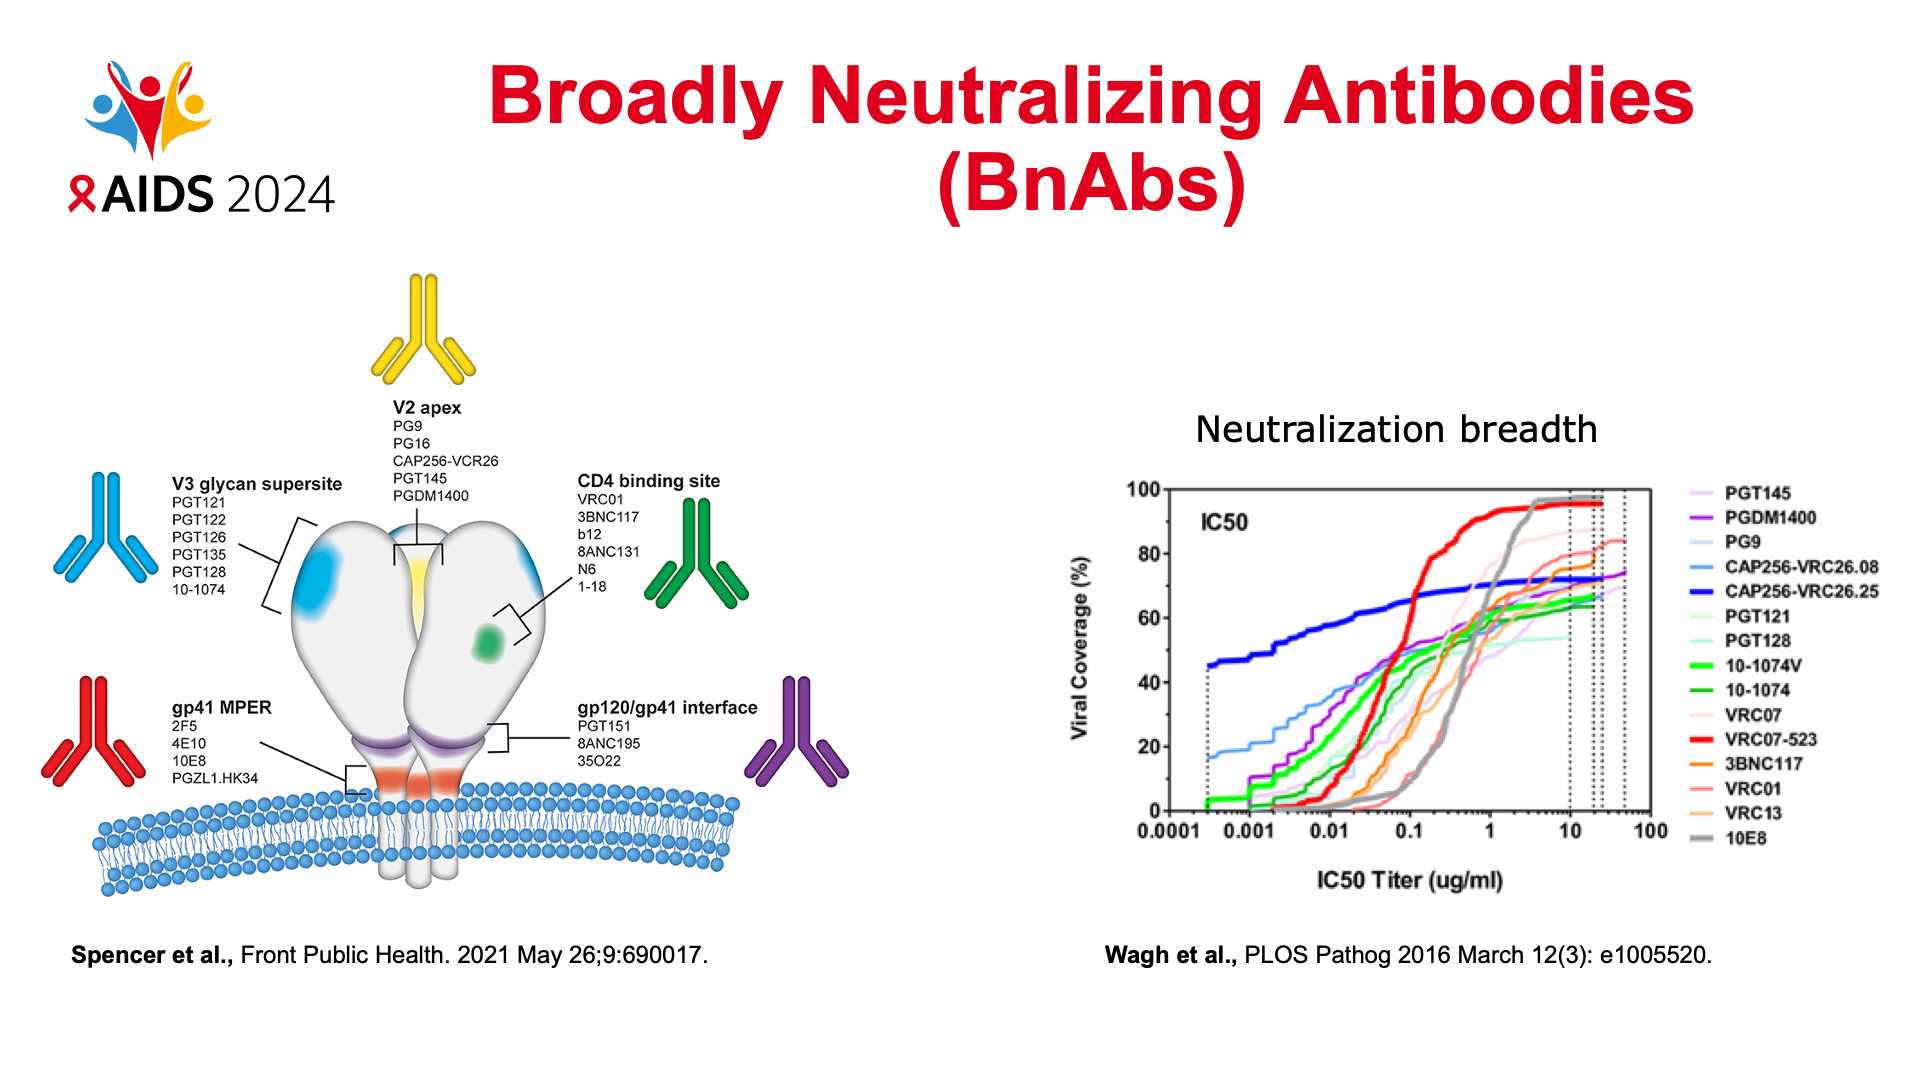 AIDS 2024
Broadly Neutralizing Antibodies
(BnAbs)
V2 apex
PG9
PG16
CAP256-VCR26
PGT145
PGDM1400
V3 glycan supersite
PGT121
PGT122
PGT126
PGT135
PGT128
10-1074
CD4 binding site
VRC01
3BNC117
b12
8ANC131
N6
1-18
gp41 MPER
2F5
4E10
10E8
PGZL1.HK34
gp120/gp41 interface
PGT151
8ANC195
35O22
Spencer et al., Front Public Health. 2021 May 26;9:690017.
Neutralization breadth
IC50
Viral Coverage (%)
100
80
60
40
20
0
0.0001
0.001
0.01
0.1
1
10
100
IC50 Titer (ug/ml)
PGT145
PGDM1400
PG9
CAP256-VRC26.08
CAP256-VRC26.25
PGT121
PGT128
10-1074V
10-1074
VRC07
VRC07-523
3BNC117
VRC01
VRC13
10E8
Wagh et al., PLOS Pathog 2016 March 12(3): e1005520.